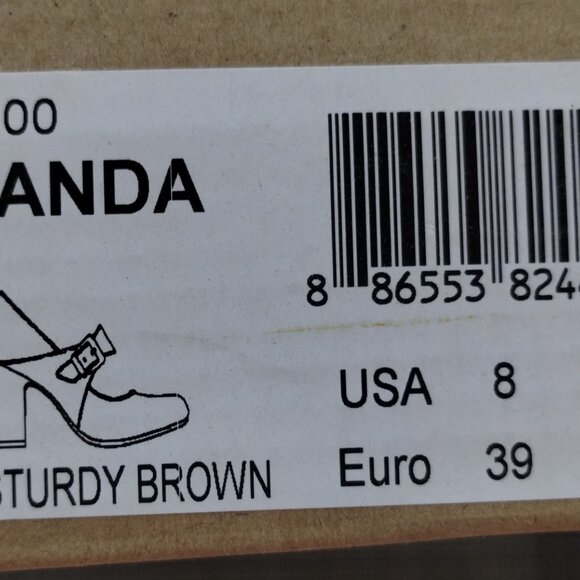 00
ANDA
8 86553 824
USA 8
Euro 39
STURDY BROWN